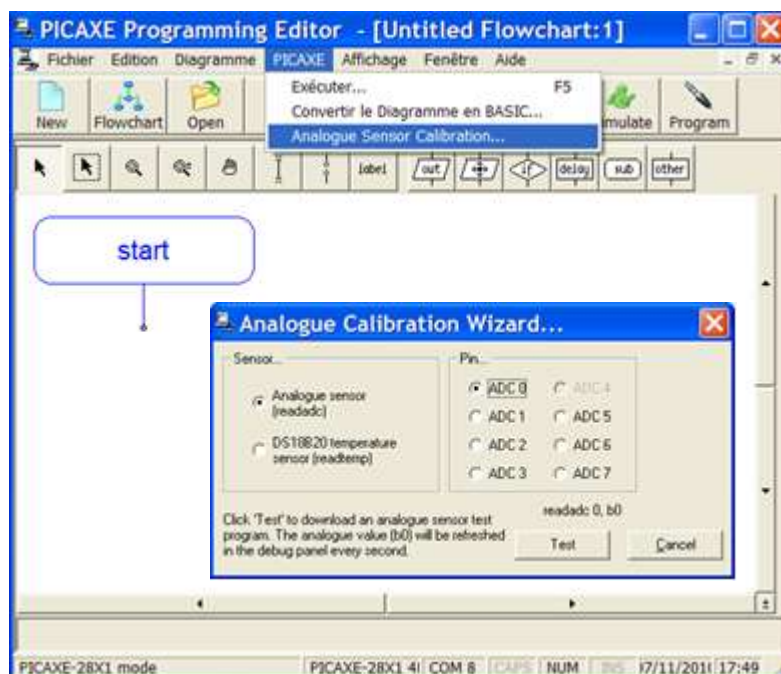 PICAXE Programming Editor - [Untitled Flowchart:1]
Fichier Edition Diagramme PICAXE Affichage Fenêtre Aide
New Flowchart Open Program
Exécuter... F5
Convertir le Diagramme en BASIC...
Analogue Sensor Calibration...
label out if delay sub other
start
Analogue Calibration Wizard...
Sensor...
Analogue sensor
(readadc)
DS18B20 temperature
sensor (readtemp)
Pin...
ADC 0 ADC 4
ADC 1 ADC 5
ADC 2 ADC 6
ADC 3 ADC 7
readadc 0, b0
Click 'Test' to download an analogue sensor test
program. The analogue value (b0) will be refreshed
in the debug panel every second.
Test Cancel
PICAXE-28X1 mode PICAXE-28X1 COM 8 CAPS NUM INS 17:49